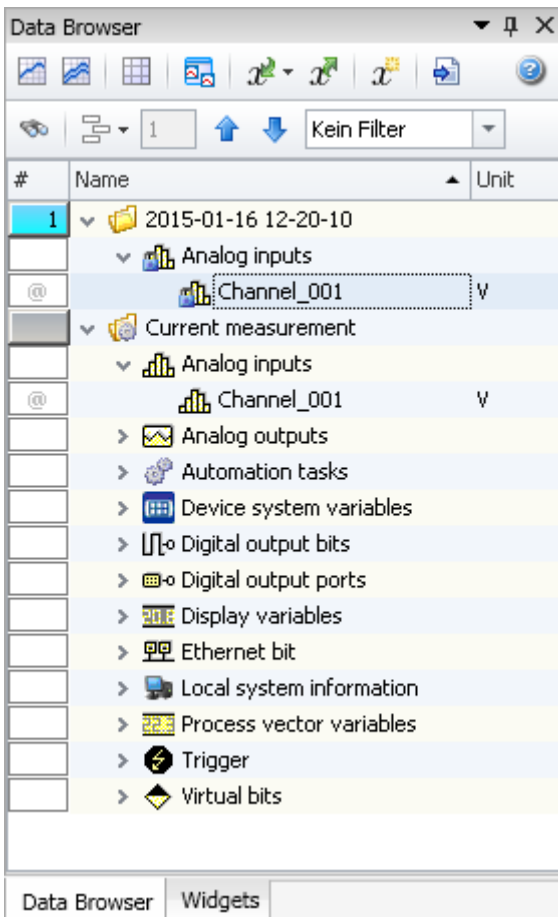 Data Browser
1 Kein Filter
# Name Unit
1 2015-01-16 12-20-10
Analog inputs
@ Channel_001 V
Current measurement
Analog inputs
@ Channel_001 V
Analog outputs
Automation tasks
Device system variables
Digital output bits
Digital output ports
Display variables
Ethernet bit
Local system information
Process vector variables
Trigger
Virtual bits
Data Browser Widgets